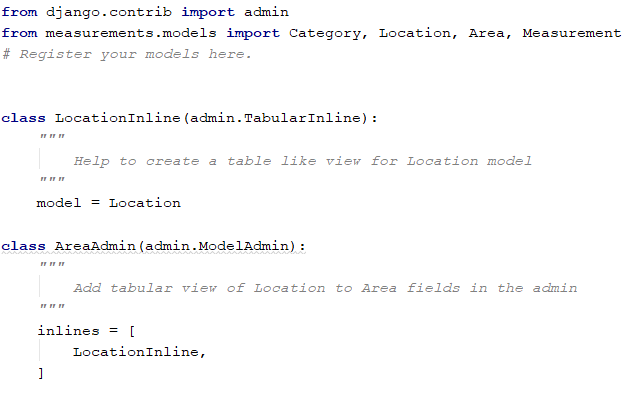 from django.contrib import admin
from measurements.models import Category, Location, Area, Measurement
# Register your models here.
class LocationInline(admin.TabularInline):
"""
Help to create a table like view for Location model
"""
model = Location
class AreaAdmin(admin.ModelAdmin):
"""
Add tabular view of Location to Area fields in the admin
"""
inlines = [
LocationInline,
]